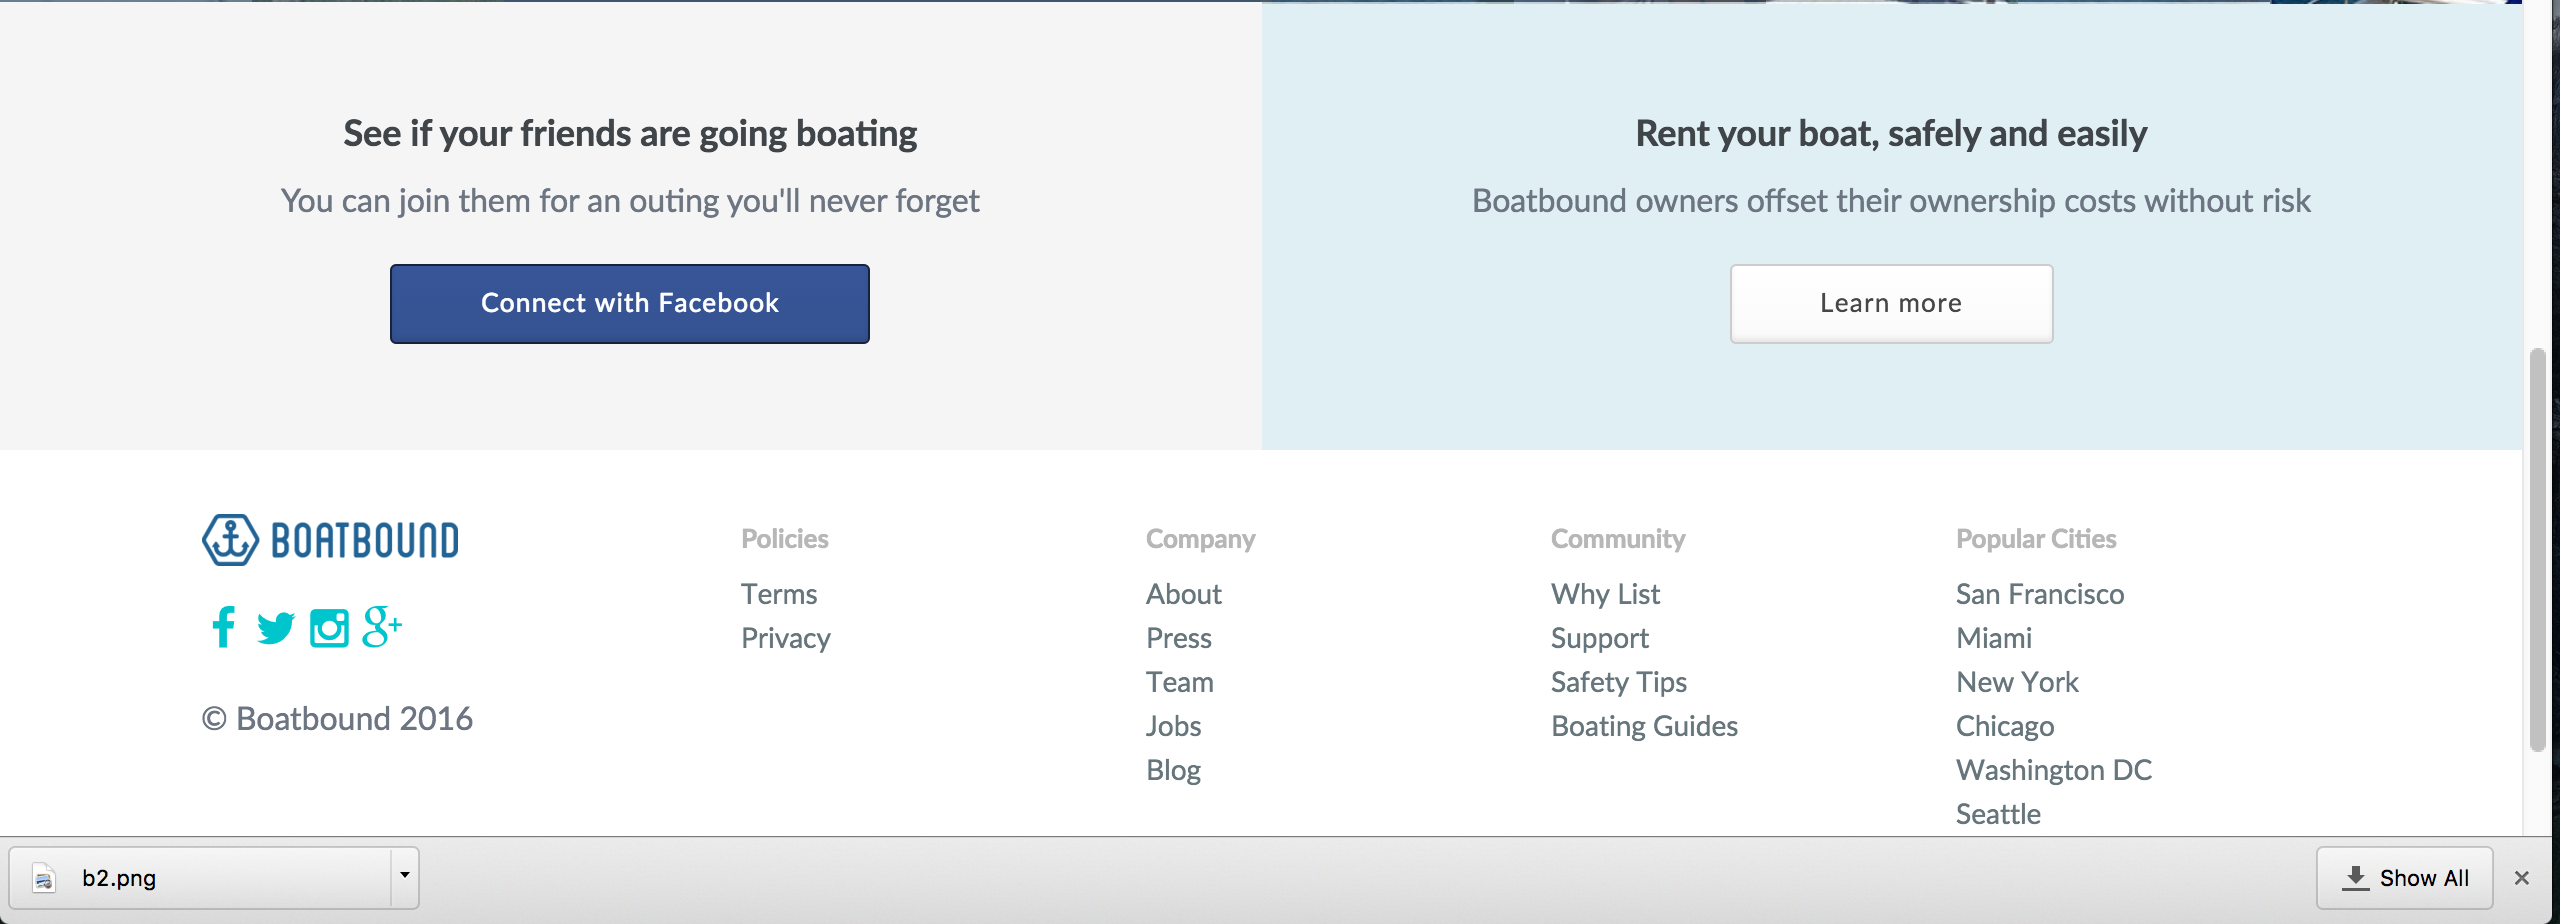 See if your friends are going boating
You can join them for an outing you'll never forget
Connect with Facebook
Rent your boat, safely and easily
Boatbound owners offset their ownership costs without risk
Learn more
BOATBOUND
© Boatbound 2016
Policies
Terms
Privacy
Company
About
Press
Team
Jobs
Blog
Community
Why List
Support
Safety Tips
Boating Guides
Popular Cities
San Francisco
Miami
New York
Chicago
Washington DC
Seattle
b2.png
Show All